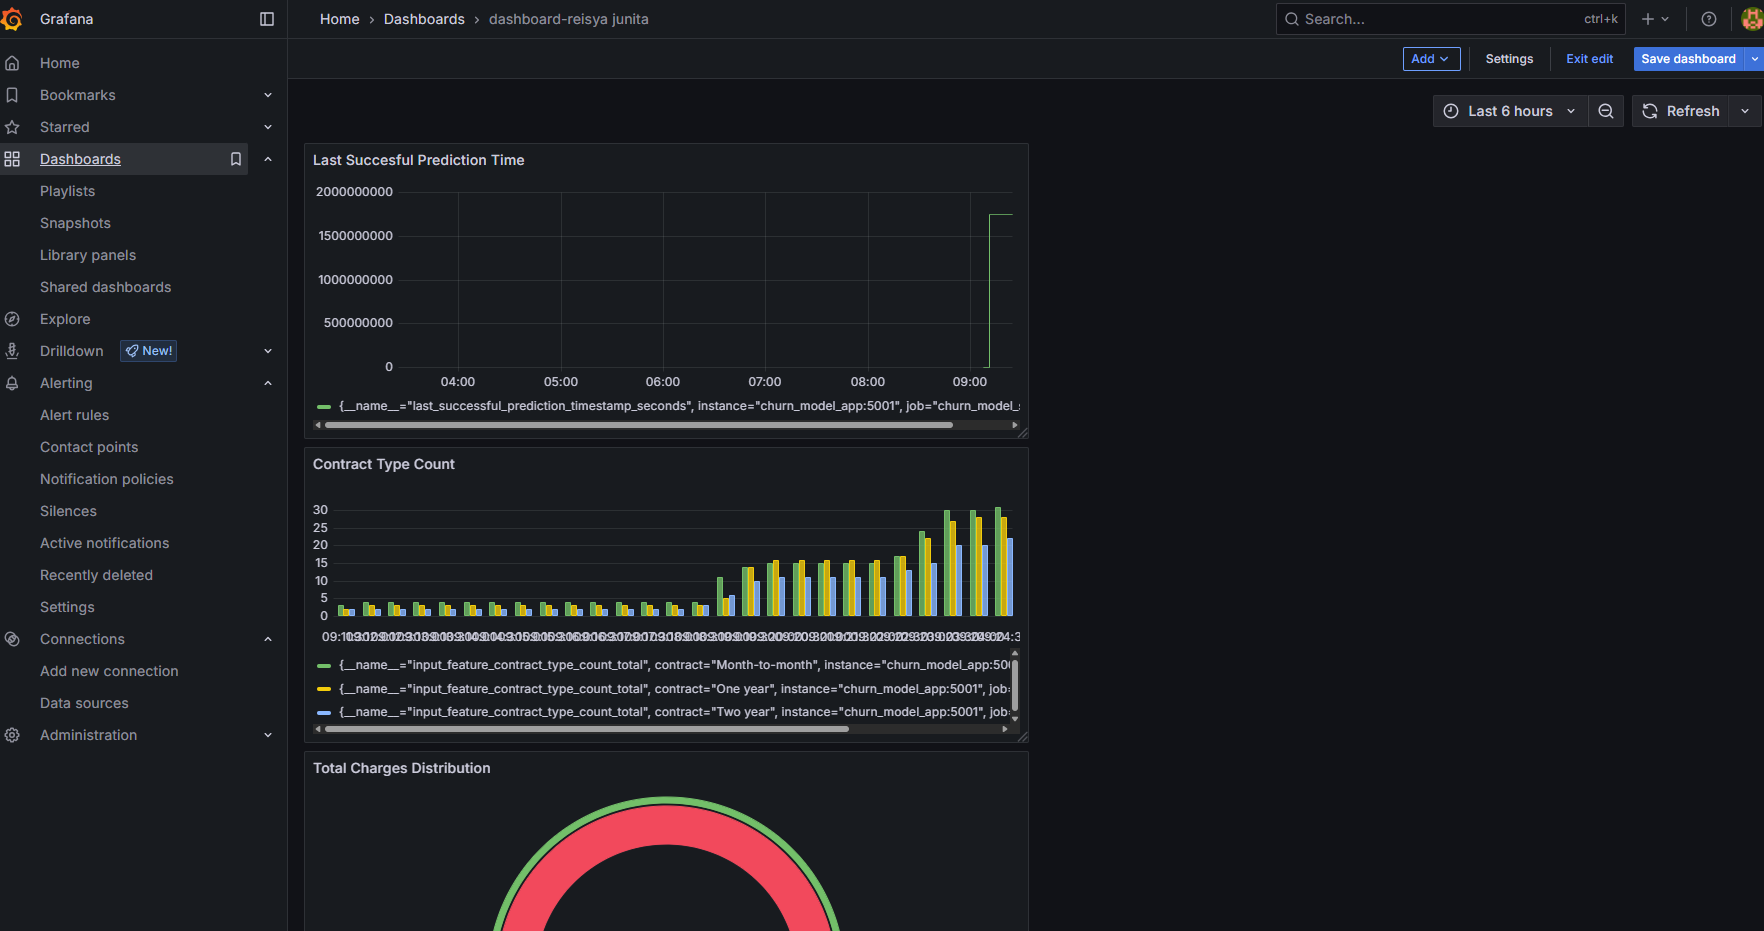 Grafana
Home
Dashboards
dashboard-reisya junita
Search...
ctrl+k
Add
Settings
Exit edit
Save dashboard
Last 6 hours
Refresh
Home
Bookmarks
Starred
Dashboards
Playlists
Snapshots
Library panels
Shared dashboards
Explore
Drilldown
New!
Alerting
Alert rules
Contact points
Notification policies
Silences
Active notifications
Recently deleted
Settings
Connections
Add new connection
Data sources
Administration
Last Succesful Prediction Time
2000000000
1500000000
1000000000
500000000
0
04:00
05:00
06:00
07:00
08:00
09:00
{__name__="last_successful_prediction_timestamp_seconds", instance="churn_model_app:5001", job="churn_model_
Contract Type Count
30
25
20
15
10
5
0
{__name__="input_feature_contract_type_count_total", contract="Month-to-month", instance="churn_model_app:50
{__name__="input_feature_contract_type_count_total", contract="One year", instance="churn_model_app:5001", job
{__name__="input_feature_contract_type_count_total", contract="Two year", instance="churn_model_app:5001", job
Total Charges Distribution